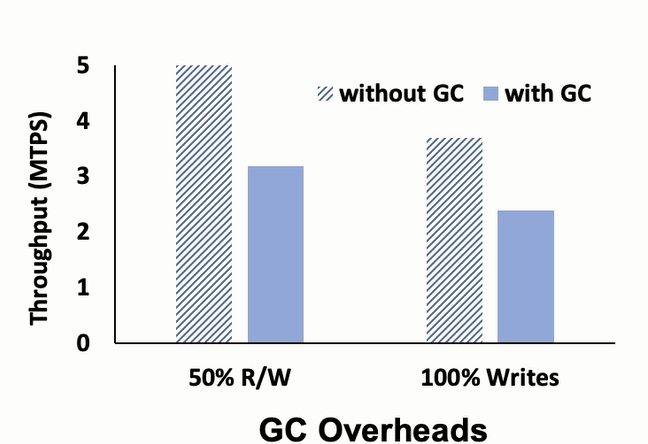 5
without GC with GC
4
3
2
1
0
Throughput (MTPS)
50% R/W 100% Writes
GC Overheads